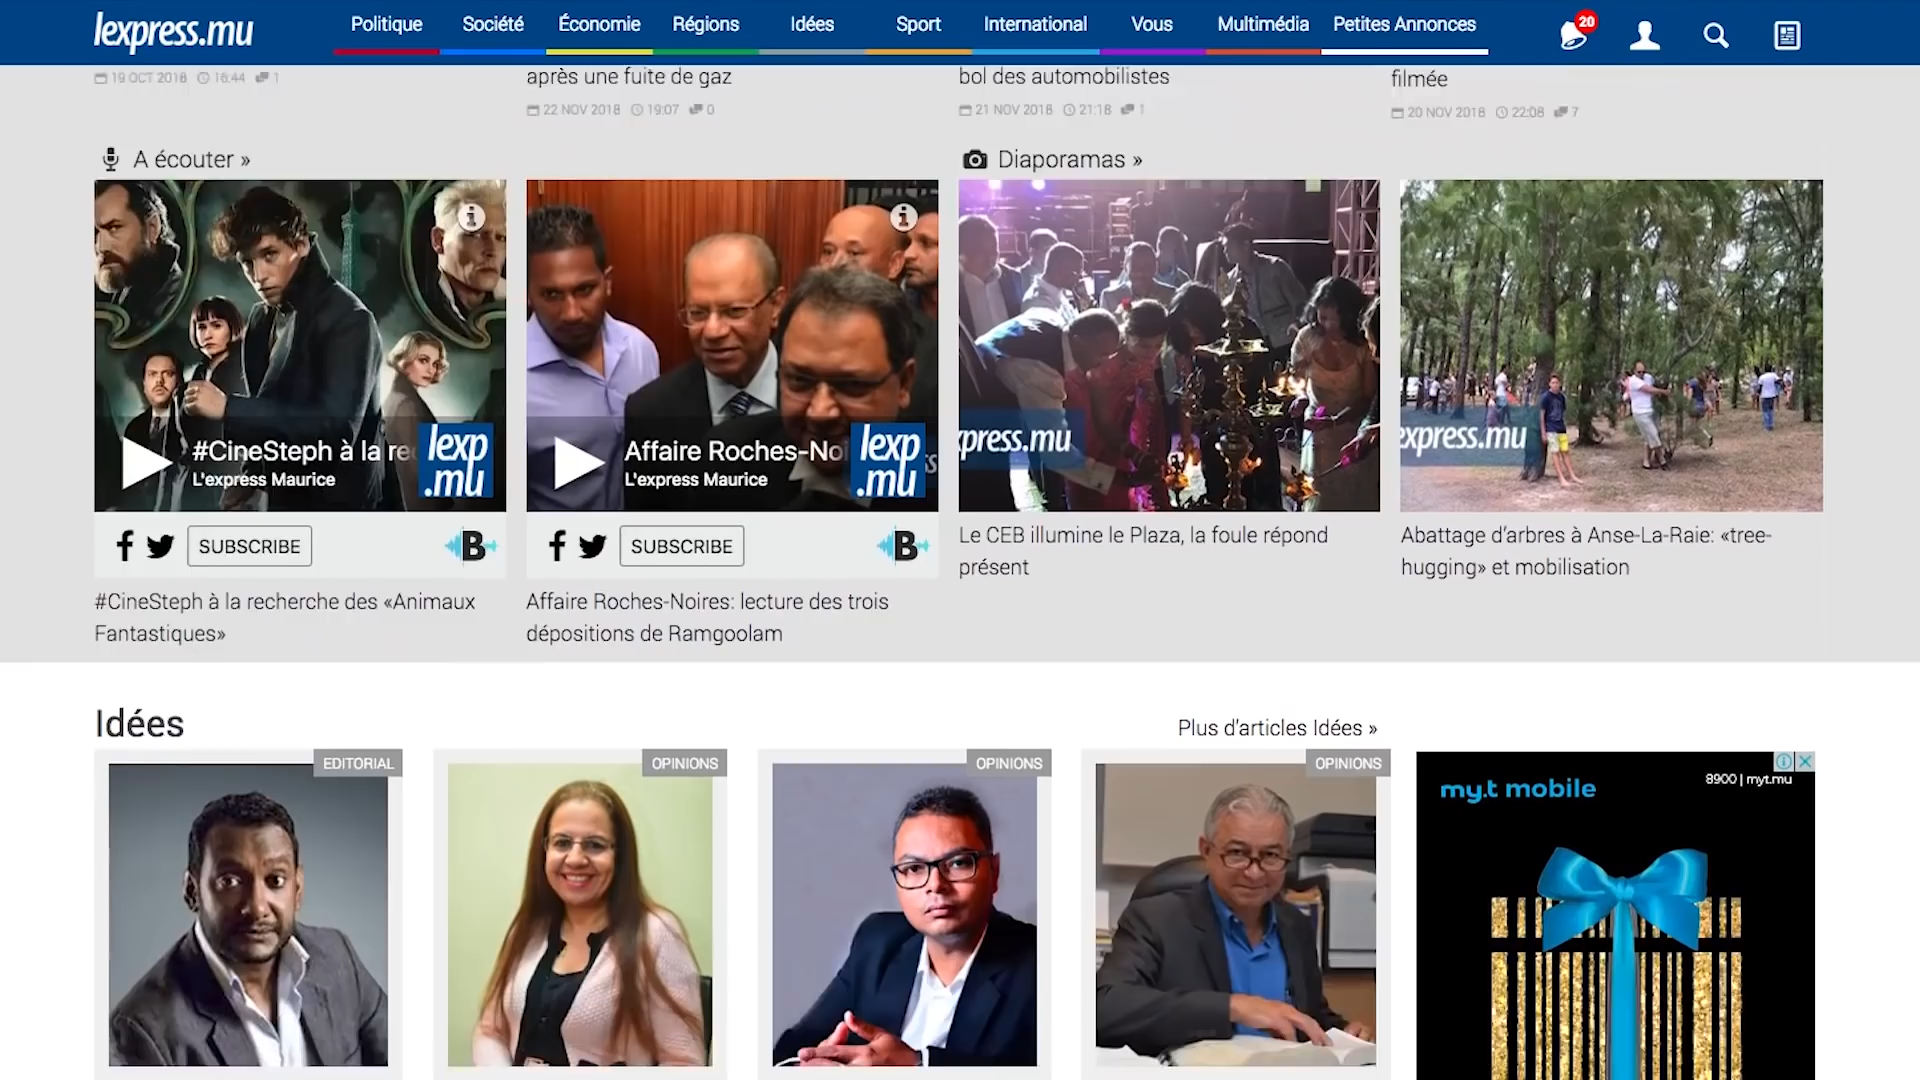 lexpress.mu
Politique
Société
Économie
Régions
Idées
Sport
International
Vous
Multimédia
Petites Annonces
20
19 OCT 2018 16:44 1
après une fuite de gaz
22 NOV 2018 19:07 0
bol des automobilistes
21 NOV 2018 21:18 1
filmée
20 NOV 2018 22:08 7
A écouter »
Diaporamas »
#CineSteph à la re
L'express Maurice
lexp
.mu
Affaire Roches-Noi
L'express Maurice
lexp
.mu
xpress.mu
express.mu
SUBSCRIBE
B
SUBSCRIBE
B
#CineSteph à la recherche des «Animaux
Fantastiques»
Affaire Roches-Noires: lecture des trois
dépositions de Ramgoolam
Le CEB illumine le Plaza, la foule répond
présent
Abattage d'arbres à Anse-La-Raie: «tree-
hugging» et mobilisation
Idées
Plus d'articles Idées »
EDITORIAL
OPINIONS
OPINIONS
OPINIONS
my.t mobile
8900 | myt.mu